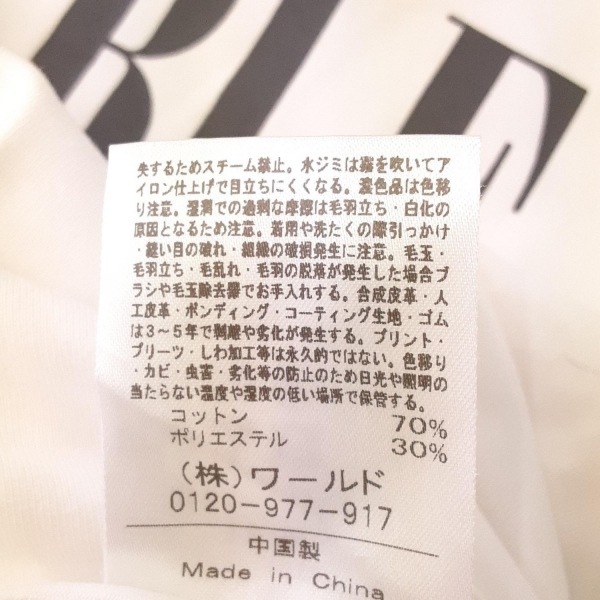 失するためスチーム禁止。水ジミは霧を吹いてア
イロン仕上げで目立ちにくくなる。濃色品は色移
り注意。湿潤での過剰な摩擦は毛羽立ち・白化の
原因となるため注意。着用や洗たくの際引っかけ
・縫い目の破れ・組織の破損発生に注意。毛玉・
毛羽立ち・毛乱れ・毛羽の脱落が発生した場合ブ
ラシや毛玉除去器でお手入れする。合成皮革・人
工皮革・ボンディング・コーティング生地・ゴム
は3〜5年で剥離や劣化が発生する。プリント・
プリーツ・しわ加工等は永久的ではない。色移り
・カビ・虫害・劣化等の防止のため日光や照明の
当たらない温度や湿度の低い場所で保管する。
コットン 70%
ポリエステル 30%
(株)ワールド
0120-977-917
中国製
Made in China